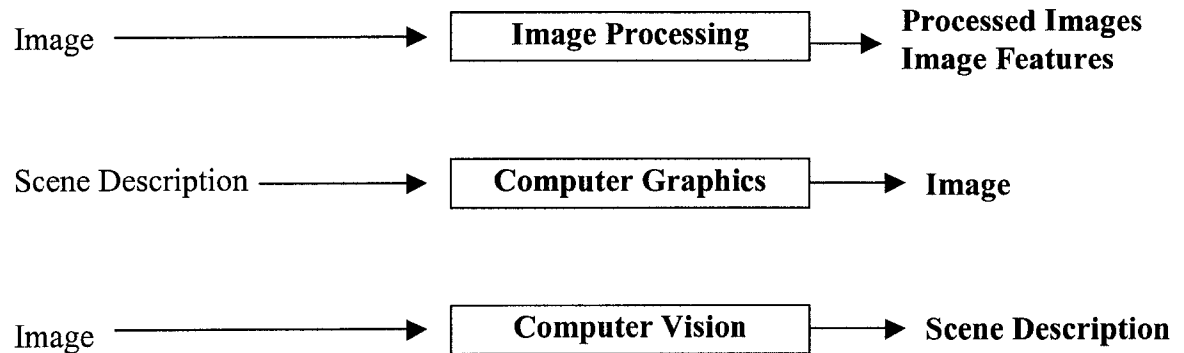 Image
Image Processing
Processed Images
Image Features
Scene Description
Computer Graphics
Image
Image
Computer Vision
Scene Description